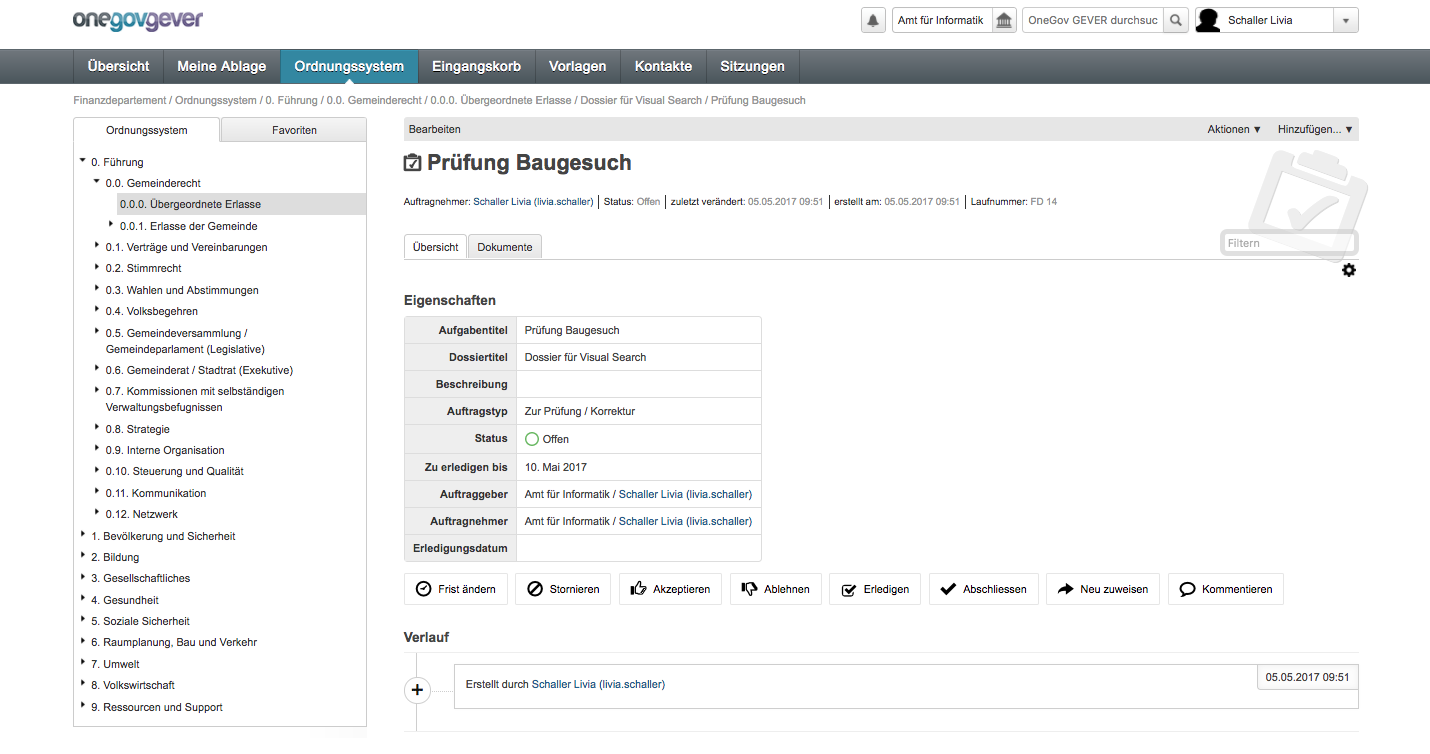 onegovgever
Amt für Informatik
OneGov GEVER durchsuc
Schaller Livia
Übersicht Meine Ablage Ordnungssystem Eingangskorb Vorlagen Kontakte Sitzungen
Finanzdepartement / Ordnungssystem / 0. Führung / 0.0. Gemeinderecht / 0.0.0. Übergeordnete Erlasse / Dossier für Visual Search / Prüfung Baugesuch
Ordnungssystem Favoriten
0. Führung
0.0. Gemeinderecht
0.0.0. Übergeordnete Erlasse
0.0.1. Erlasse der Gemeinde
0.1. Verträge und Vereinbarungen
0.2. Stimmrecht
0.3. Wahlen und Abstimmungen
0.4. Volksbegehren
0.5. Gemeindeversammlung /
Gemeindeparlament (Legislative)
0.6. Gemeinderat / Stadtrat (Exekutive)
0.7. Kommissionen mit selbständigen
Verwaltungsbefugnissen
0.8. Strategie
0.9. Interne Organisation
0.10. Steuerung und Qualität
0.11. Kommunikation
0.12. Netzwerk
1. Bevölkerung und Sicherheit
2. Bildung
3. Gesellschaftliches
4. Gesundheit
5. Soziale Sicherheit
6. Raumplanung, Bau und Verkehr
7. Umwelt
8. Volkswirtschaft
9. Ressourcen und Support
Bearbeiten Aktionen ▼ Hinzufügen... ▼
Prüfung Baugesuch
Auftragnehmer: Schaller Livia (livia.schaller) Status: Offen zuletzt verändert: 05.05.2017 09:51 erstellt am: 05.05.2017 09:51 Laufnummer: FD 14
Übersicht Dokumente
Filtern
Eigenschaften
Aufgabentitel Prüfung Baugesuch
Dossiertitel Dossier für Visual Search
Beschreibung
Auftragstyp Zur Prüfung / Korrektur
Status Offen
Zu erledigen bis 10. Mai 2017
Auftraggeber Amt für Informatik / Schaller Livia (livia.schaller)
Auftragnehmer Amt für Informatik / Schaller Livia (livia.schaller)
Erledigungsdatum
Frist ändern Stornieren Akzeptieren Ablehnen Erledigen Abschliessen Neu zuweisen Kommentieren
Verlauf
Erstellt durch Schaller Livia (livia.schaller) 05.05.2017 09:51